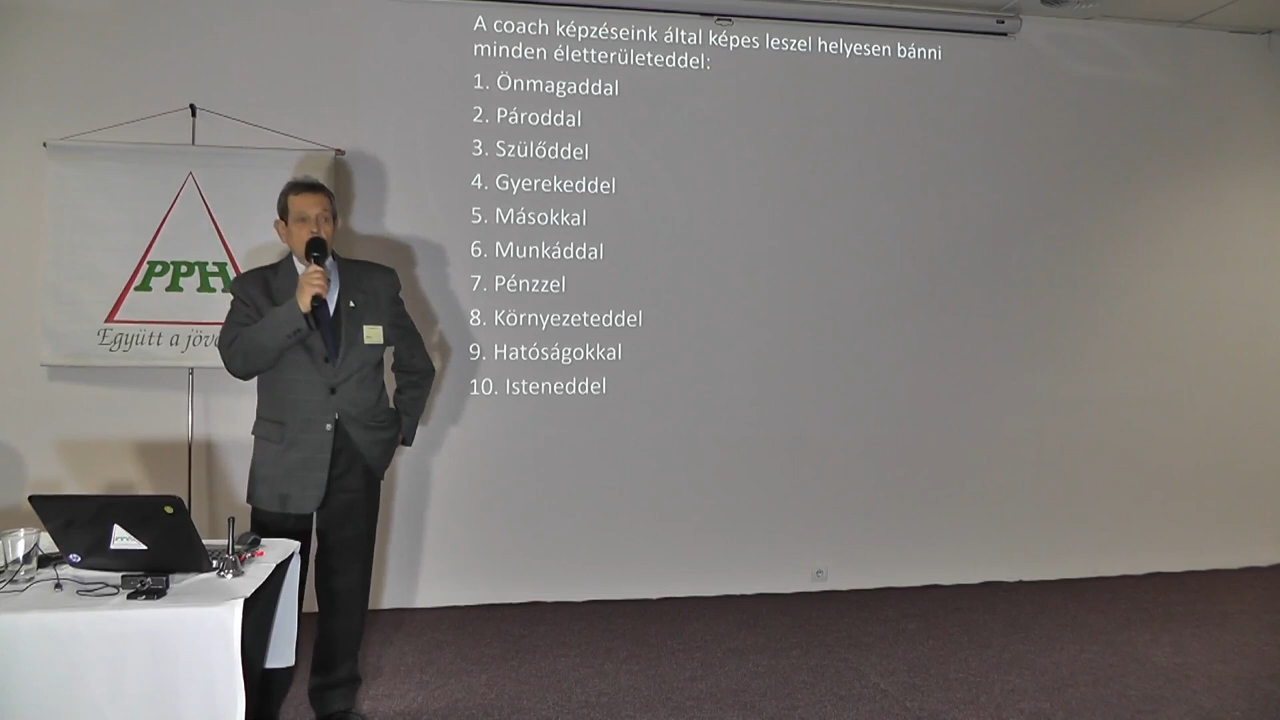 A coach képzéseink által képes leszel helyesen bánni
minden életterületeddel:
1. Önmagaddal
2. Pároddal
3. Szülőddel
4. Gyerekeddel
5. Másokkal
6. Munkáddal
7. Pénzzel
8. Környezeteddel
9. Hatóságokkal
10. Isteneddel
PPH
Együtt a